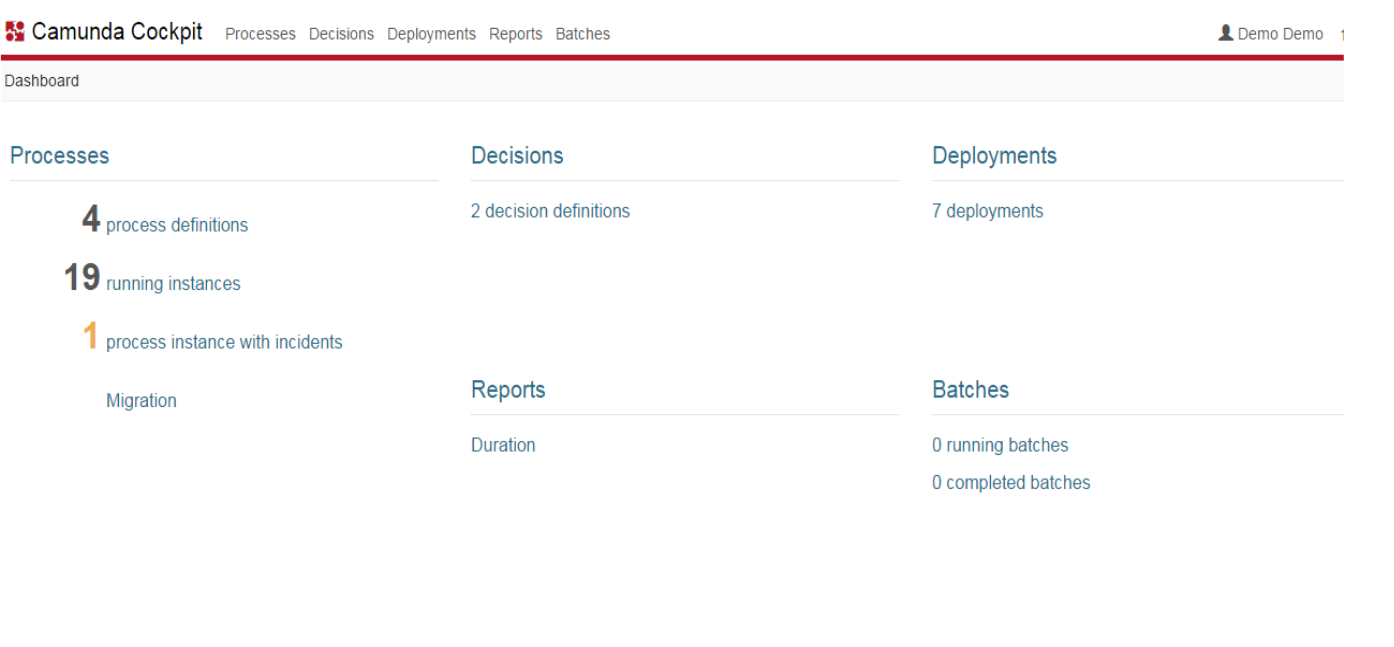 Camunda Cockpit Processes Decisions Deployments Reports Batches Demo Demo
Dashboard
Processes
4 process definitions
19 running instances
1 process instance with incidents
Migration
Decisions
2 decision definitions
Deployments
7 deployments
Reports
Duration
Batches
0 running batches
0 completed batches